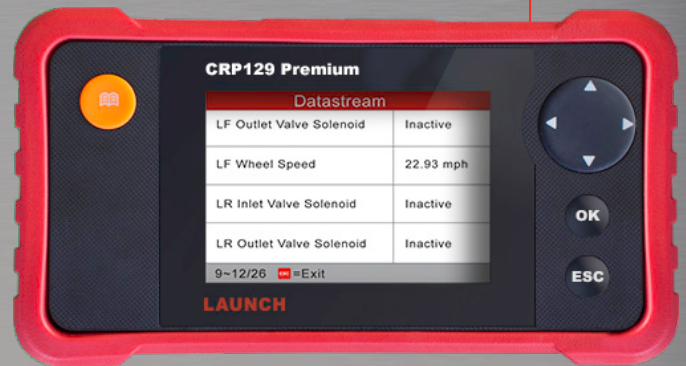 CRP129 Premium
Datastream
LF Outlet Valve Solenoid Inactive
LF Wheel Speed 22.93 mph
LR Inlet Valve Solenoid Inactive
LR Outlet Valve Solenoid Inactive
9~12/26 ESC =Exit
LAUNCH
OK
ESC